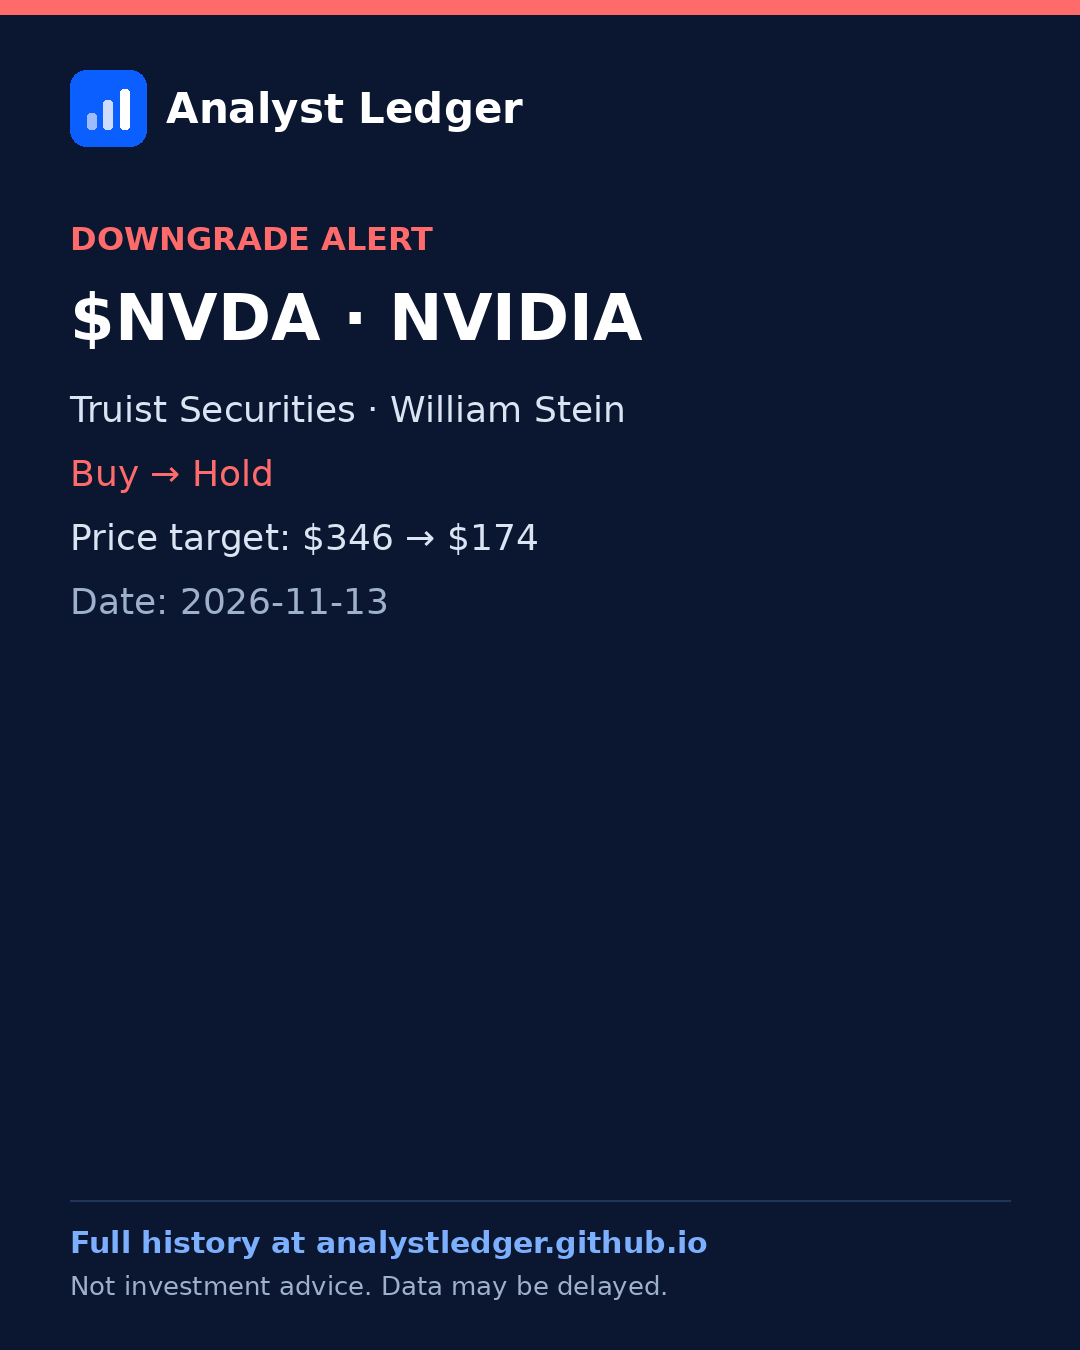 Analyst Ledger
DOWNGRADE ALERT
$NVDA · NVIDIA
Truist Securities · William Stein
Buy → Hold
Price target: $346 → $174
Date: 2026-11-13
Full history at analystledger.github.io
Not investment advice. Data may be delayed.